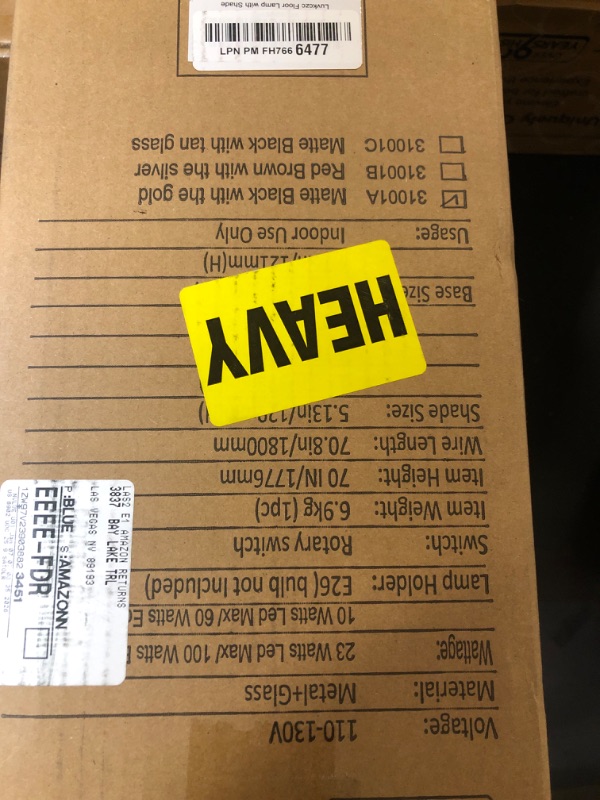 Voltage: 110-130V
Material: Metal+Glass
Wattage: 23 Watts Led Max/ 100 Watts
10 Watts Led Max/ 60 Watts
Lamp Holder: E26( bulb not Included)
Switch: Rotary switch
Item Weight: 6.9kg (1pc)
Item Height: 70 IN/1776mm
Wire Length: 70.8in/1800mm
Shade Size: 5.13in/130
Base Size:
/121mm(H)
Usage: Indoor Use Only
31001A Matte Black with the gold
31001B Red Brown with the silver
31001C Matte Black with tan glass
HEAVY
Luvkczc Floor Lamp with Shade
LPN PM FH766 6477
LAS2 E1 AMAZON RETURNS
3837 BAY LAKE TRL
LAS VEGAS NV 89193
P:BLUE S:AMAZONN
EEEE-FDR
3451